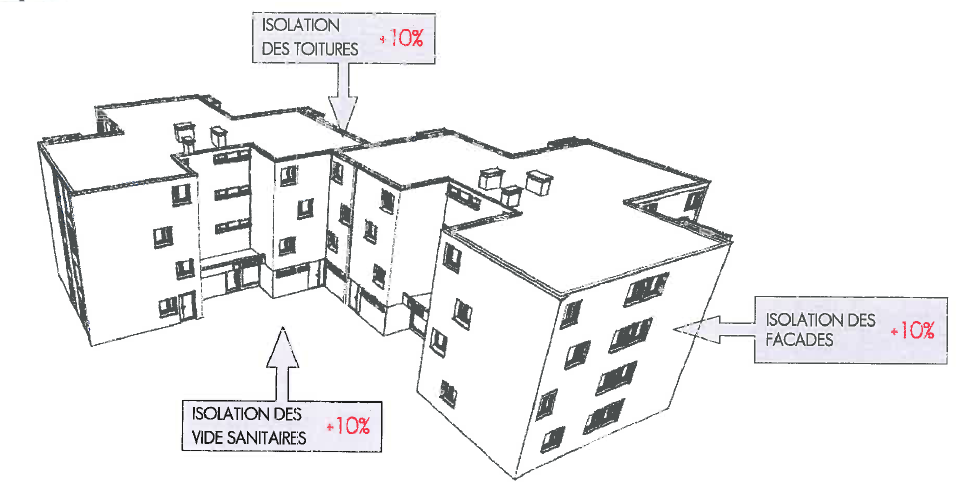 ISOLATION
DES TOITURES +10%
ISOLATION DES
FACADES +10%
ISOLATION DES
VIDE SANITAIRES +10%